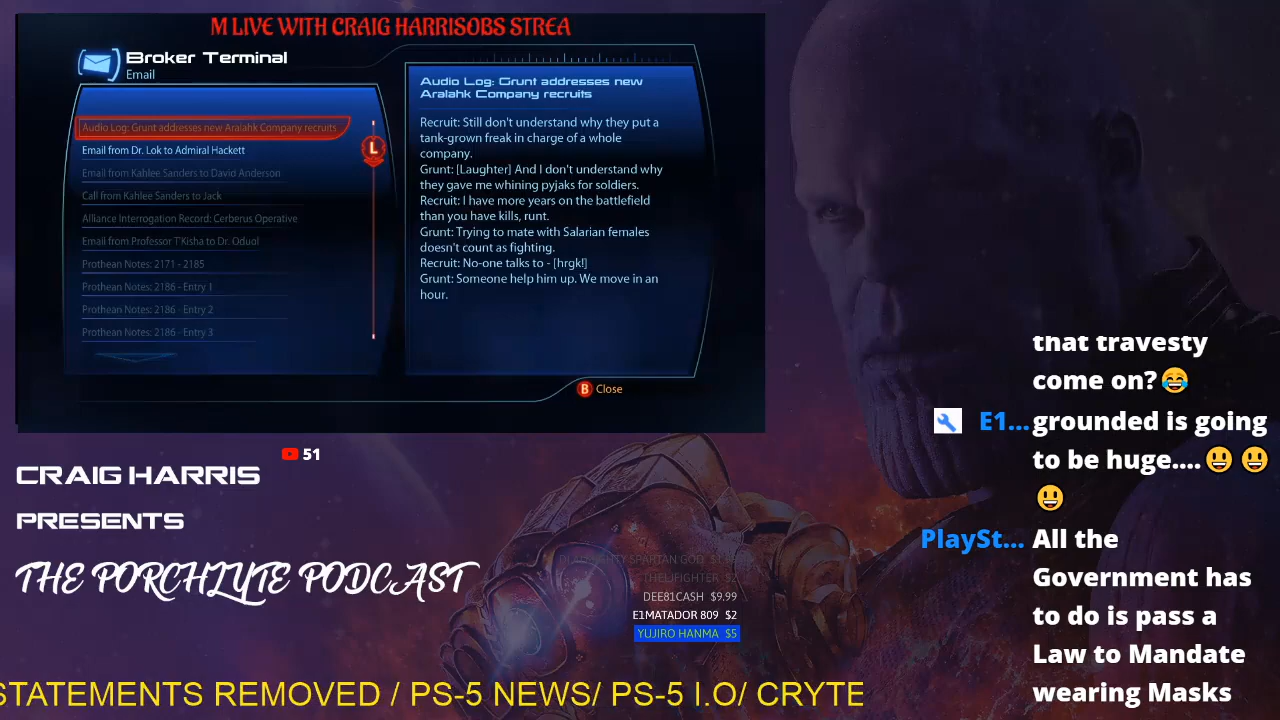 M LIVE WITH CRAIG HARRISOBS STREA
Broker Terminal
Email
Audio Log: Grunt addresses new Aralahk Company recruits
Email from Dr. Lok to Admiral Hackett
Email from Kahlee Sanders to David Anderson
Call from Kahlee Sanders to Jack
Alliance Interrogation Record: Cerberus Operative
Email from Professor T'Kisha to Dr. Oduol
Prothean Notes: 2171 - 2185
Prothean Notes: 2186 - Entry 1
Prothean Notes: 2186 - Entry 2
Prothean Notes: 2186 - Entry 3
L
Audio Log: Grunt addresses new
Aralahk Company recruits
Recruit: Still don't understand why they put a
tank-grown freak in charge of a whole
company.
Grunt: [Laughter] And I don't understand why
they gave me whining pyjaks for soldiers.
Recruit: I have more years on the battlefield
than you have kills, runt.
Grunt: Trying to mate with Salarian females
doesn't count as fighting.
Recruit: No-one talks to - [hrgk!]
Grunt: Someone help him up. We move in an
hour.
B Close
51
CRAIG HARRIS
PRESENTS
THE PORCHLYTE PODCAST
SPARTAN GOD
THELIFIGHTER $2
DEE81CASH $9.99
E1MATADOR 809 $2
YUJIRO HANMA $5
that travesty
come on?😂
E1... grounded is going
to be huge....😃😃
😃
PlaySt... All the
Government has
to do is pass a
Law to Mandate
wearing Masks
STATEMENTS REMOVED / PS-5 NEWS/ PS-5 I.O/ CRYTE